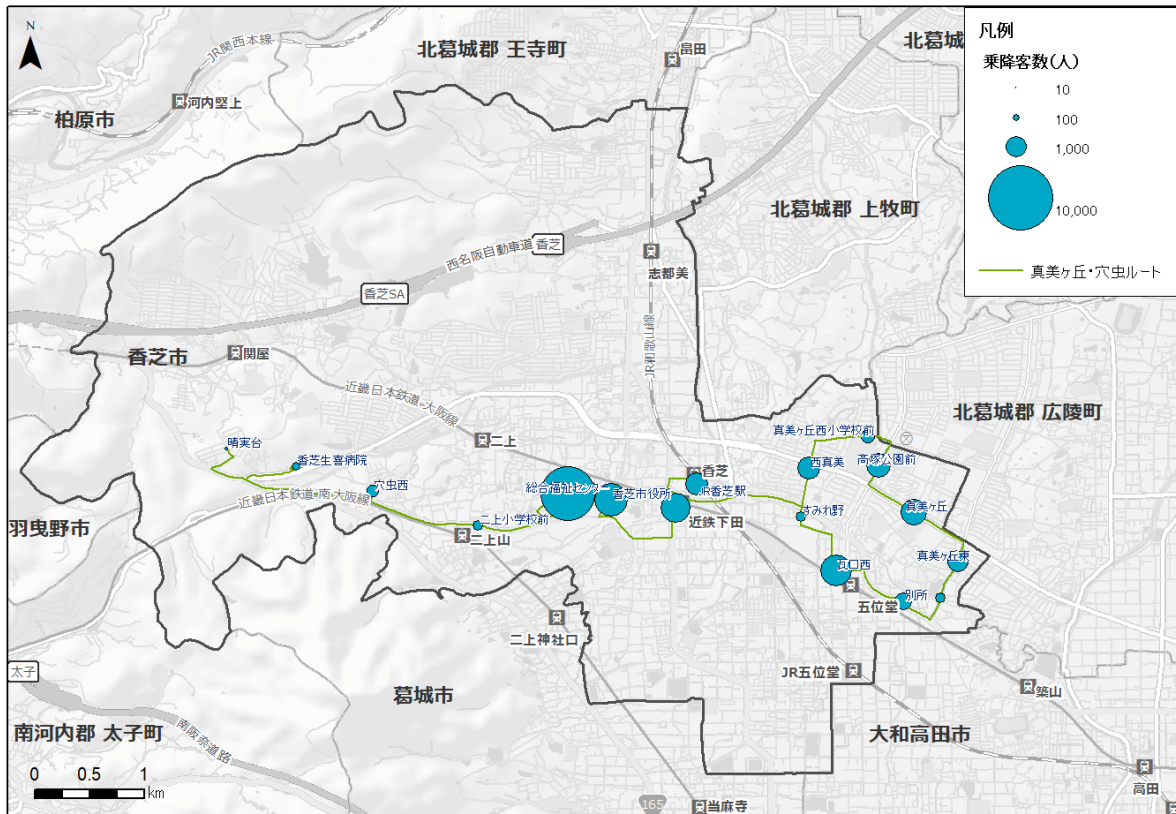 N
北葛城郡 王寺町
JR関西本線
河内堅上
柏原市
畠田
北葛城
凡例
乗降客数(人)
10
100
1,000
10,000
真美ヶ丘・穴虫ルート
北葛城郡 上牧町
西名阪自動車道
香芝
志都美
香芝SA
JR和歌山線
香芝市
関屋
近畿日本鉄道 大阪線
北葛城郡 広陵町
真美ヶ丘西小学校前
晴実台
二上
香芝生喜病院
西真美
高塚公園前
香芝
穴虫西
総合福祉センター
香芝市役所
JR香芝駅
真美ヶ丘
近畿日本鉄道 南大阪線
二上小学校前
近鉄下田
すみれ野
羽曳野市
二上山
真美ヶ丘東
瓦口西
五位堂
別所
二上神社口
太子
JR五位堂
葛城市
築山
南河内郡 太子町
南阪奈道路
大和高田市
0 0.5 1
km
165
当麻寺
高田